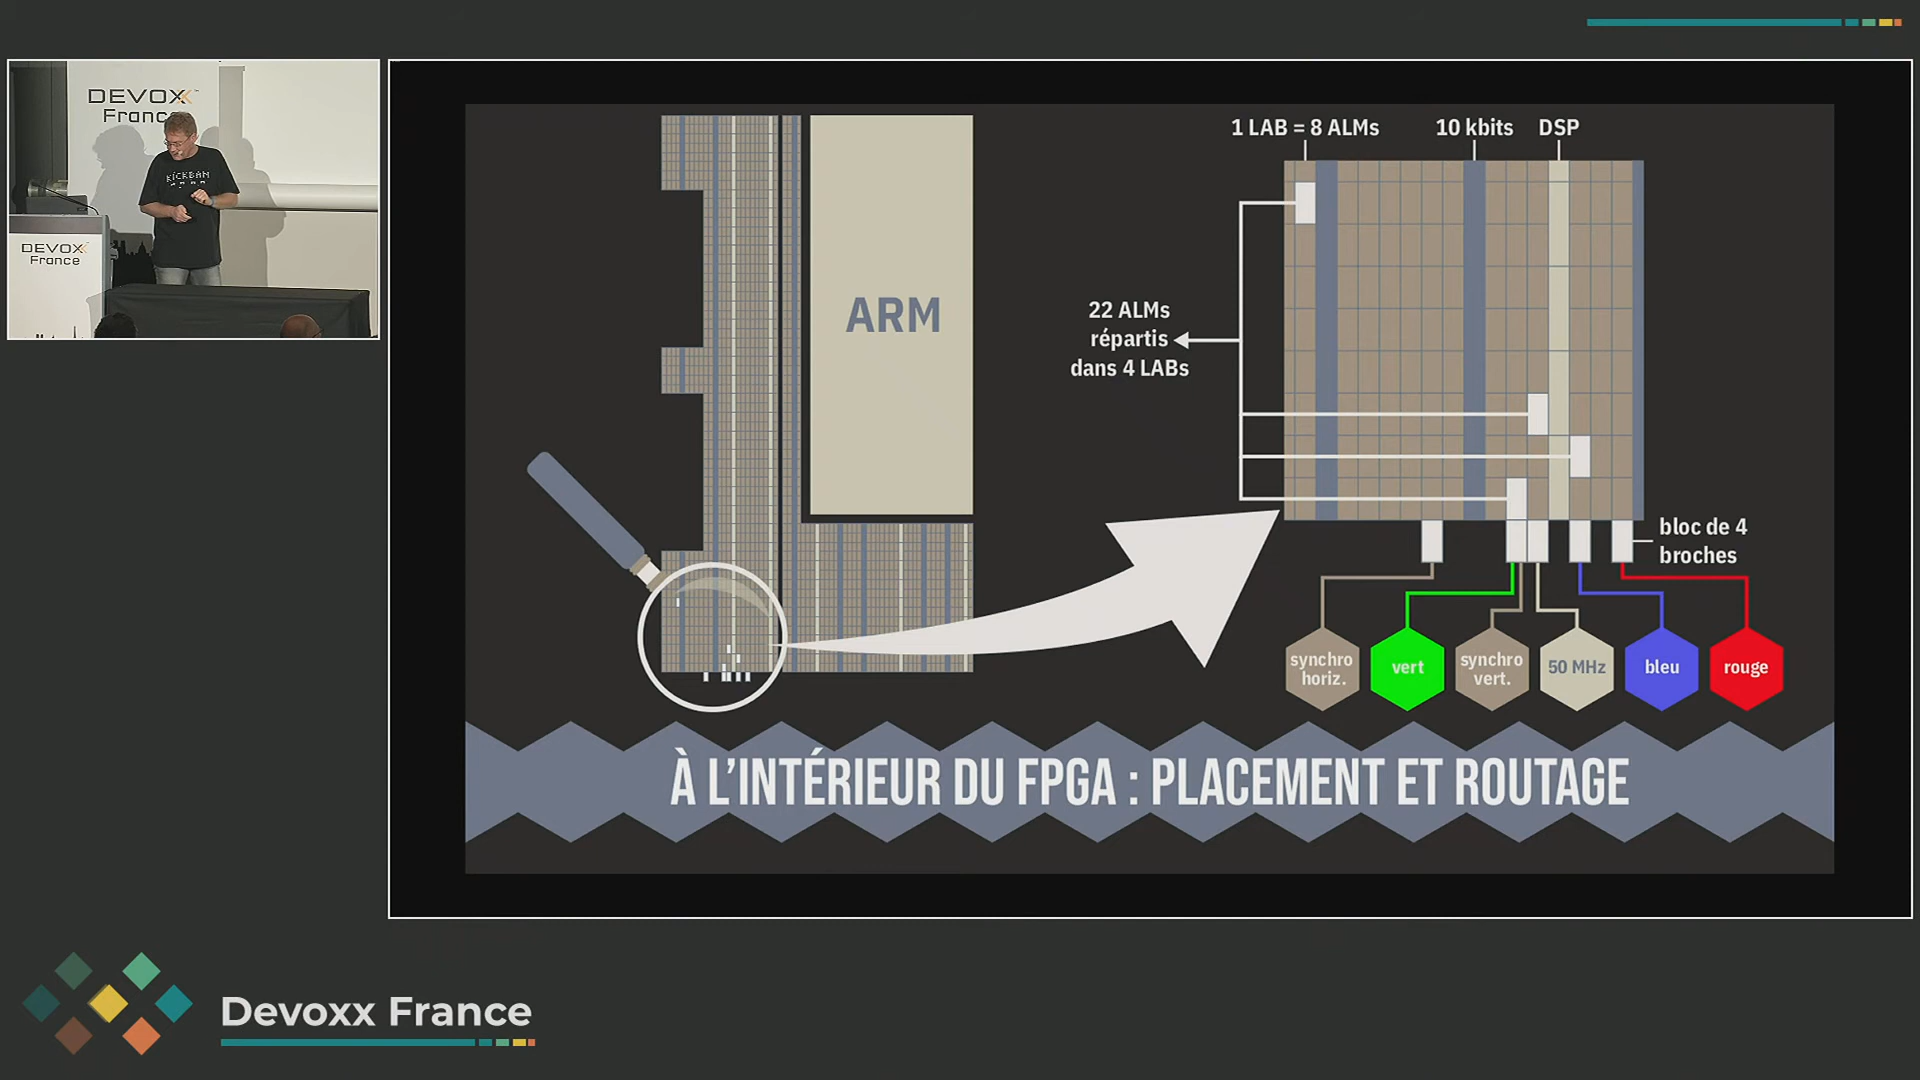 DEVOXX
France
KICKBAN
DEVOXX
France
1 LAB = 8 ALMs
10 kbits
DSP
ARM
22 ALMs
répartis
dans 4 LABs
bloc de 4
broches
synchro
horiz.
vert
synchro
vert.
50 MHz
bleu
rouge
À L’INTÉRIEUR DU FPGA : PLACEMENT ET ROUTAGE
Devoxx France